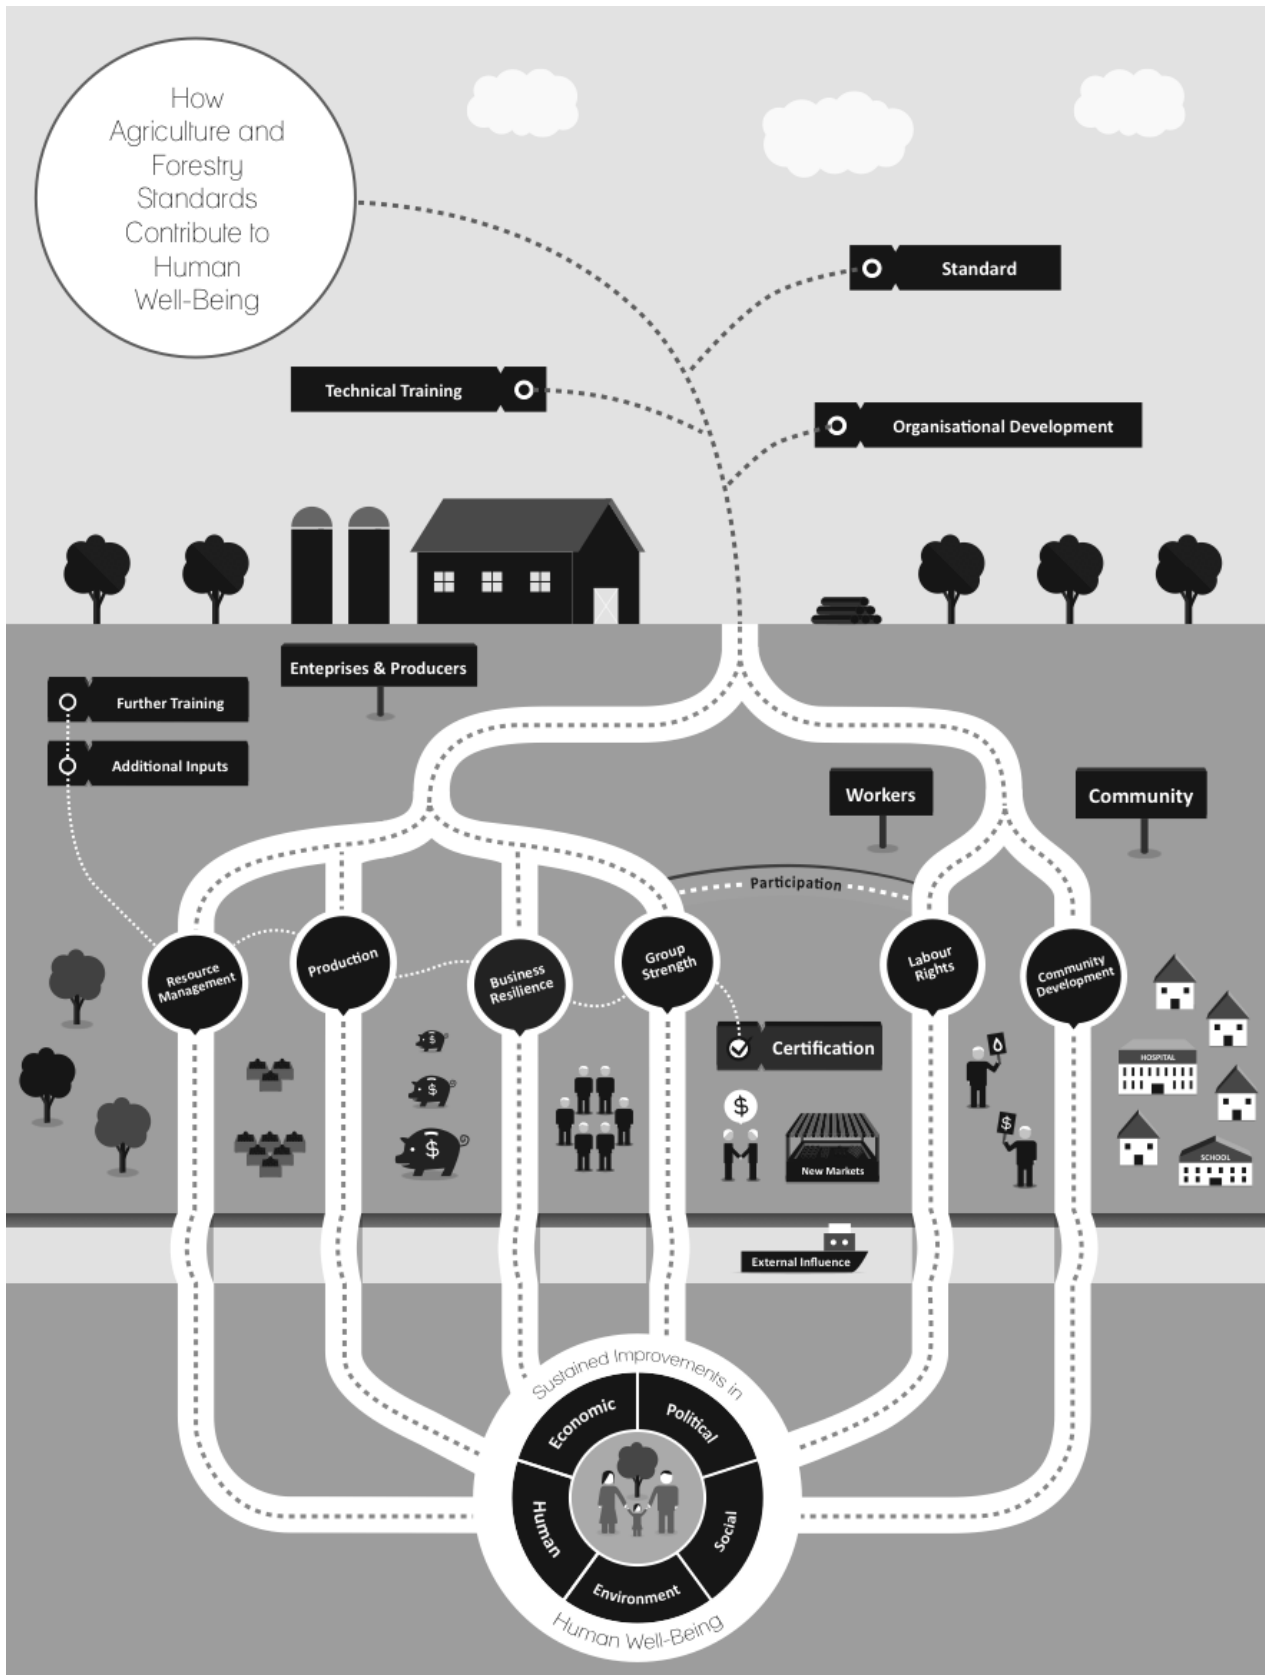 How
Agriculture and
Forestry
Standards
Contribute to
Human
Well-Being
Standard
Technical Training
Organisational Development
Enteprises & Producers
Further Training
Additional Inputs
Workers
Community
Participation
Resource
Management
Production
Business
Resilience
Group
Strength
Labour
Rights
Community
Development
Certification
$
$
$
$
$
New Markets
HOSPITAL
SCHOOL
External Influence
Sustained Improvements in
Economic
Political
Human
Social
Environment
Human Well-Being